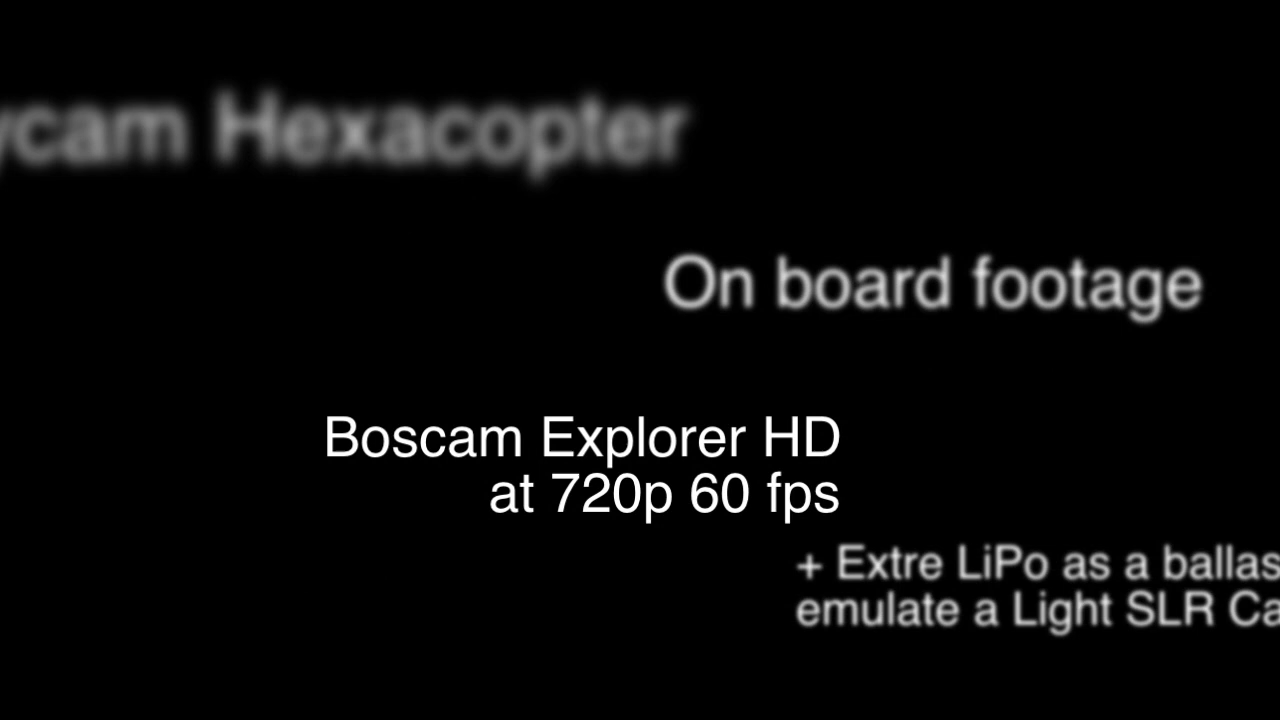 ycam Hexacopter
On board footage
Boscam Explorer HD
at 720p 60 fps
+ Extre LiPo as a ballas
emulate a Light SLR Ca